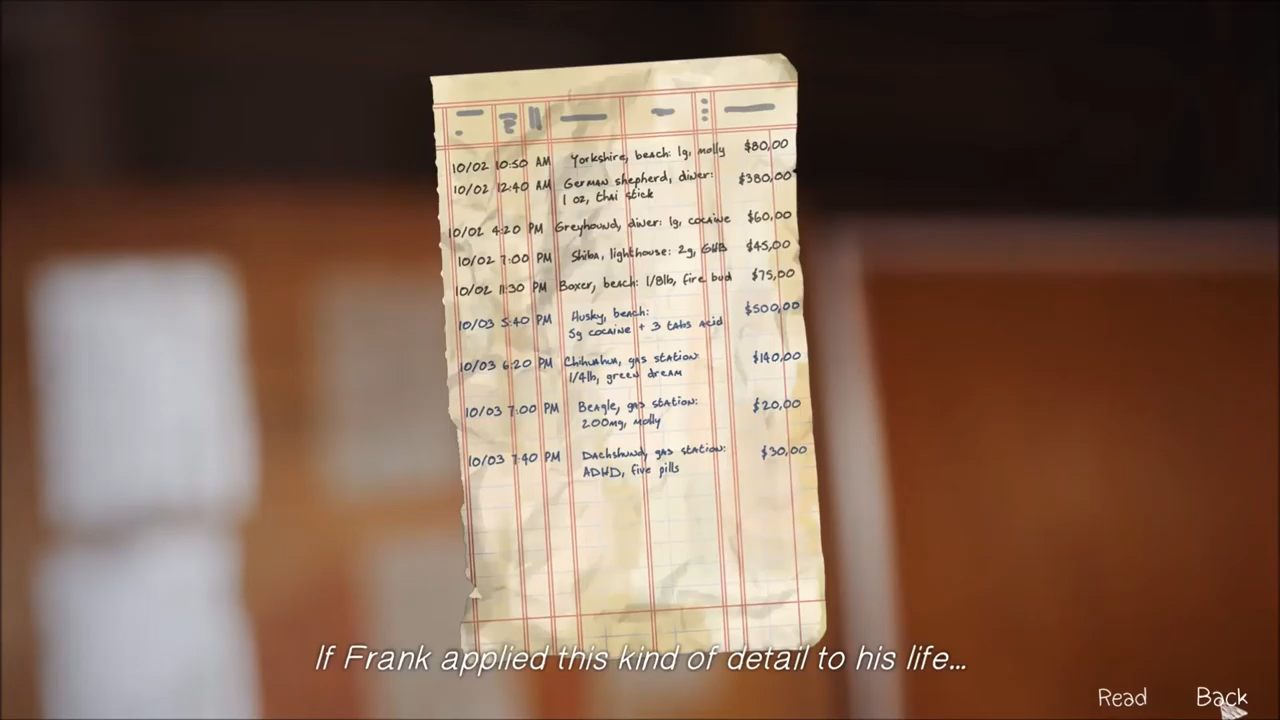 10/02 10:50 AM Yorkshire, beach: 1g, molly $80,00
10/02 12:40 AM German shepherd, diner: $380,00
1 oz, thai stick
10/02 4:20 PM Greyhound, diner: 1g, cocaine $60,00
10/02 7:00 PM Shiba, lighthouse: 2g, GHB $45,00
10/02 11:30 PM Boxer, beach: 1/8lb, fire bud $75,00
10/03 5:40 PM Husky, beach: $500,00
5g cocaine + 3 tabs acid
10/03 6:20 PM Chihuahua, gas station: $140,00
1/4lb, green dream
10/03 7:00 PM Beagle, gas station: $20,00
200mg, molly
10/03 7:40 PM Dachshund, gas station: $30,00
ADHD, five pills
If Frank applied this kind of detail to his life...
Read Back